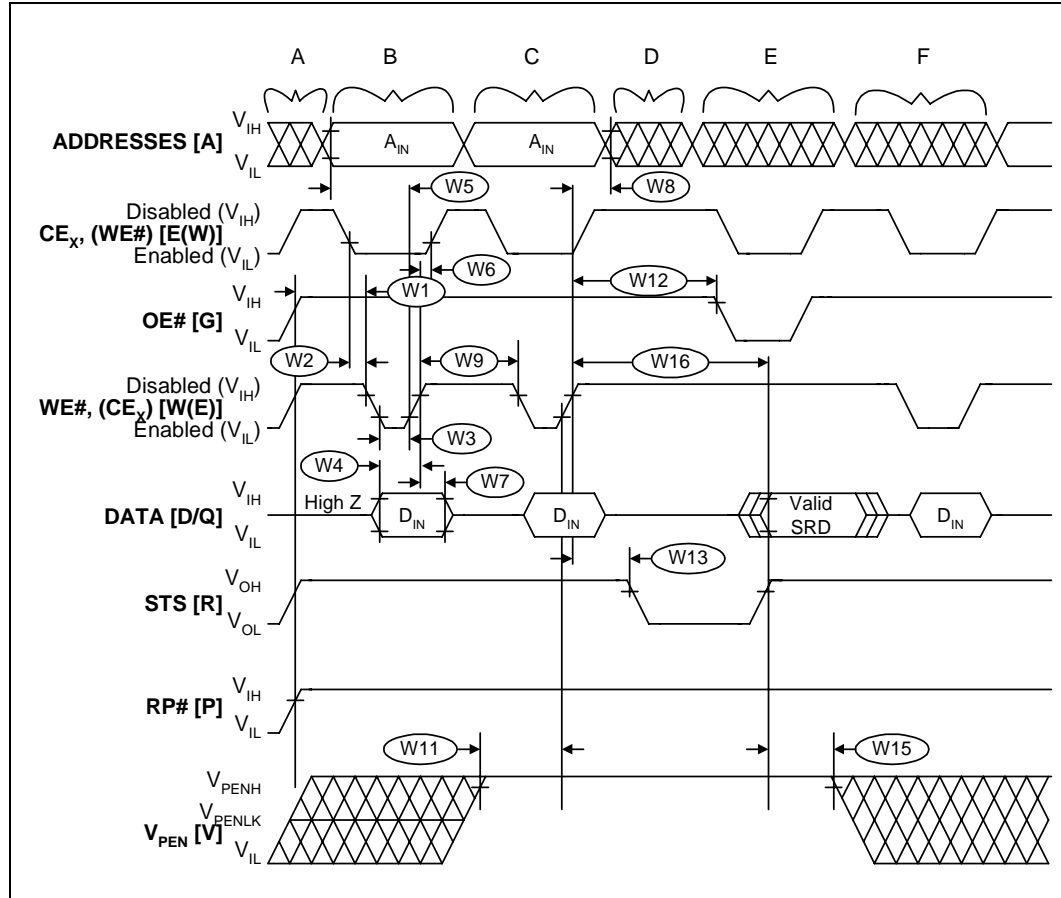 A B C D E F
V_IH
ADDRESSES [A] A_IN A_IN
V_IL
W5 W8
Disabled (V_IH)
CE_X, (WE#) [E(W)]
Enabled (V_IL)
W6
W1 W12
V_IH
OE# [G]
V_IL
W2 W9 W16
Disabled (V_IH)
WE#, (CE_X) [W(E)]
Enabled (V_IL)
W3
W4 W7
V_IH High Z Valid
DATA [D/Q] D_IN D_IN SRD D_IN
V_IL
W13
V_OH
STS [R]
V_OL
V_IH
RP# [P]
V_IL
W11 W15
V_PENH
V_PENLK
V_PEN [V]
V_IL